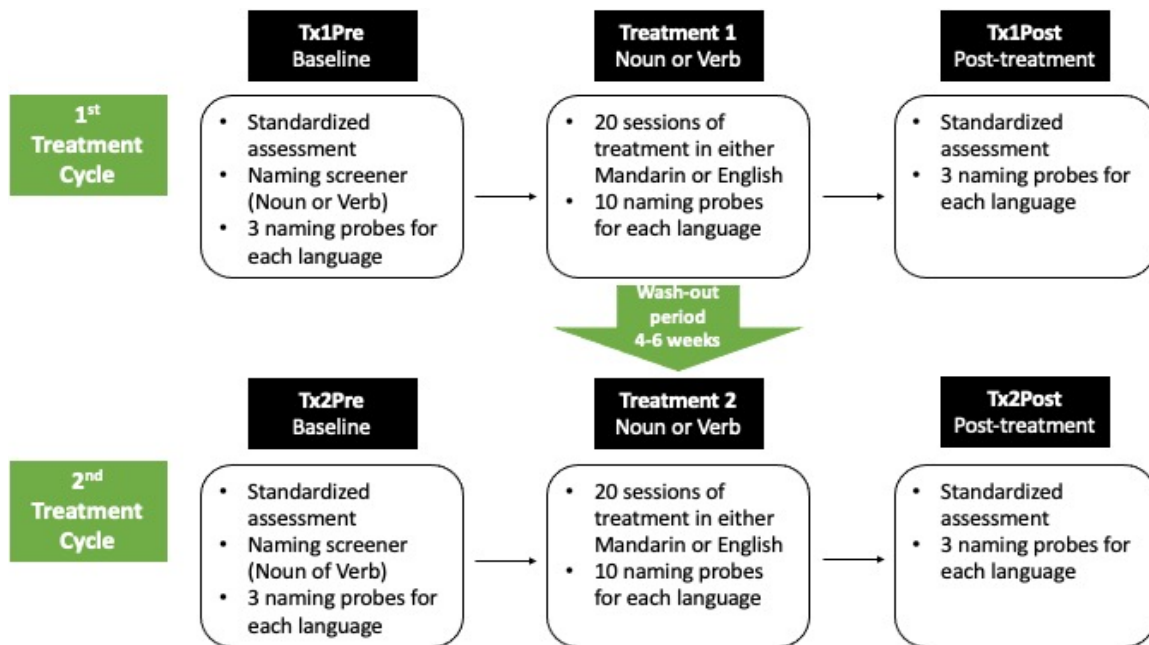 Tx1Pre
Baseline
Treatment 1
Noun or Verb
Tx1Post
Post-treatment
1st
Treatment
Cycle
• Standardized
assessment
• Naming screener
(Noun or Verb)
• 3 naming probes for
each language
• 20 sessions of
treatment in either
Mandarin or English
• 10 naming probes
for each language
• Standardized
assessment
• 3 naming probes for
each language
Wash-out
period
4-6 weeks
Tx2Pre
Baseline
Treatment 2
Noun or Verb
Tx2Post
Post-treatment
2nd
Treatment
Cycle
• Standardized
assessment
• Naming screener
(Noun of Verb)
• 3 naming probes for
each language
• 20 sessions of
treatment in either
Mandarin or English
• 10 naming probes
for each language
• Standardized
assessment
• 3 naming probes for
each language